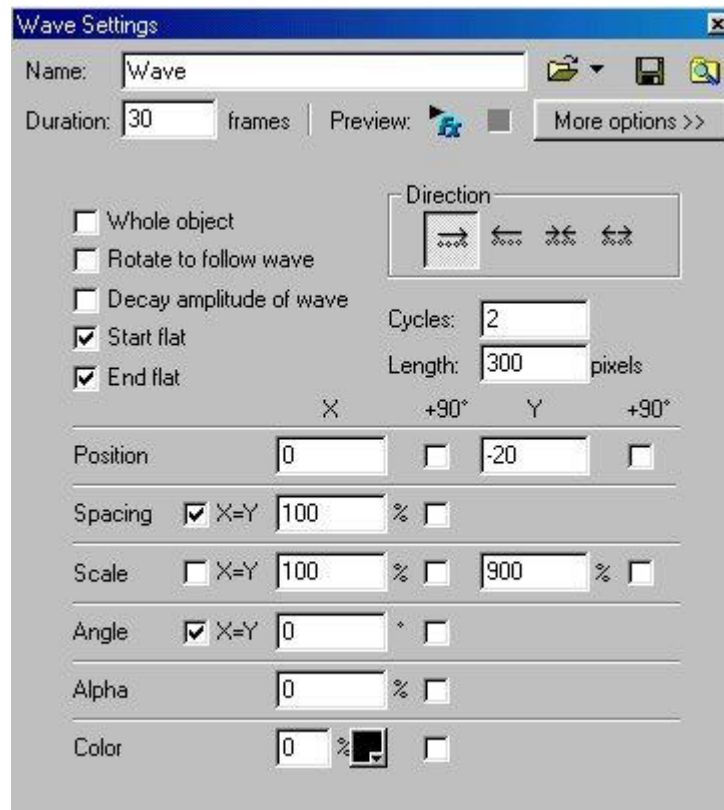 Wave Settings
Name: Wave
Duration: 30 frames Preview: Fx More options >>
Direction
Whole object
Rotate to follow wave
Decay amplitude of wave
Start flat
End flat
Cycles: 2
Length: 300 pixels
X +90° Y +90°
Position 0 -20
Spacing X=Y 100 %
Scale X=Y 100 % 900 %
Angle X=Y 0 °
Alpha 0 %
Color 0 %